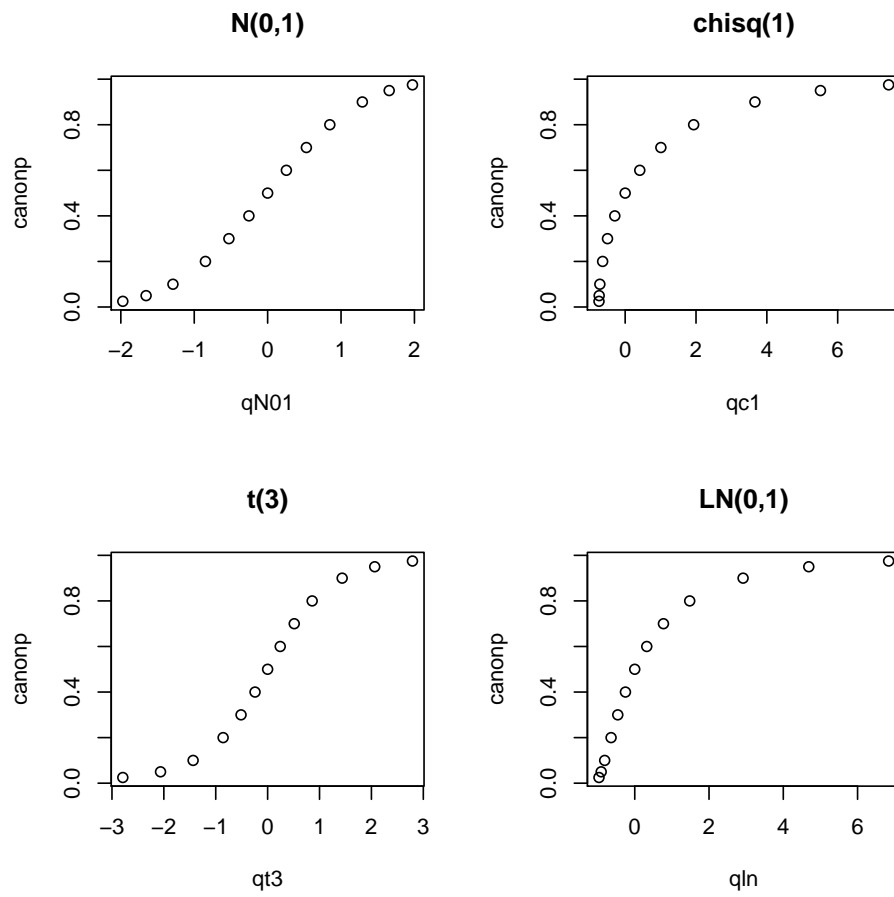 N(0,1)
canonp
0.0 0.4 0.8
−2 −1 0 1 2
qN01
chisq(1)
canonp
0.0 0.4 0.8
0 2 4 6
qc1
t(3)
canonp
0.0 0.4 0.8
−3 −2 −1 0 1 2 3
qt3
LN(0,1)
canonp
0.0 0.4 0.8
0 2 4 6
qln